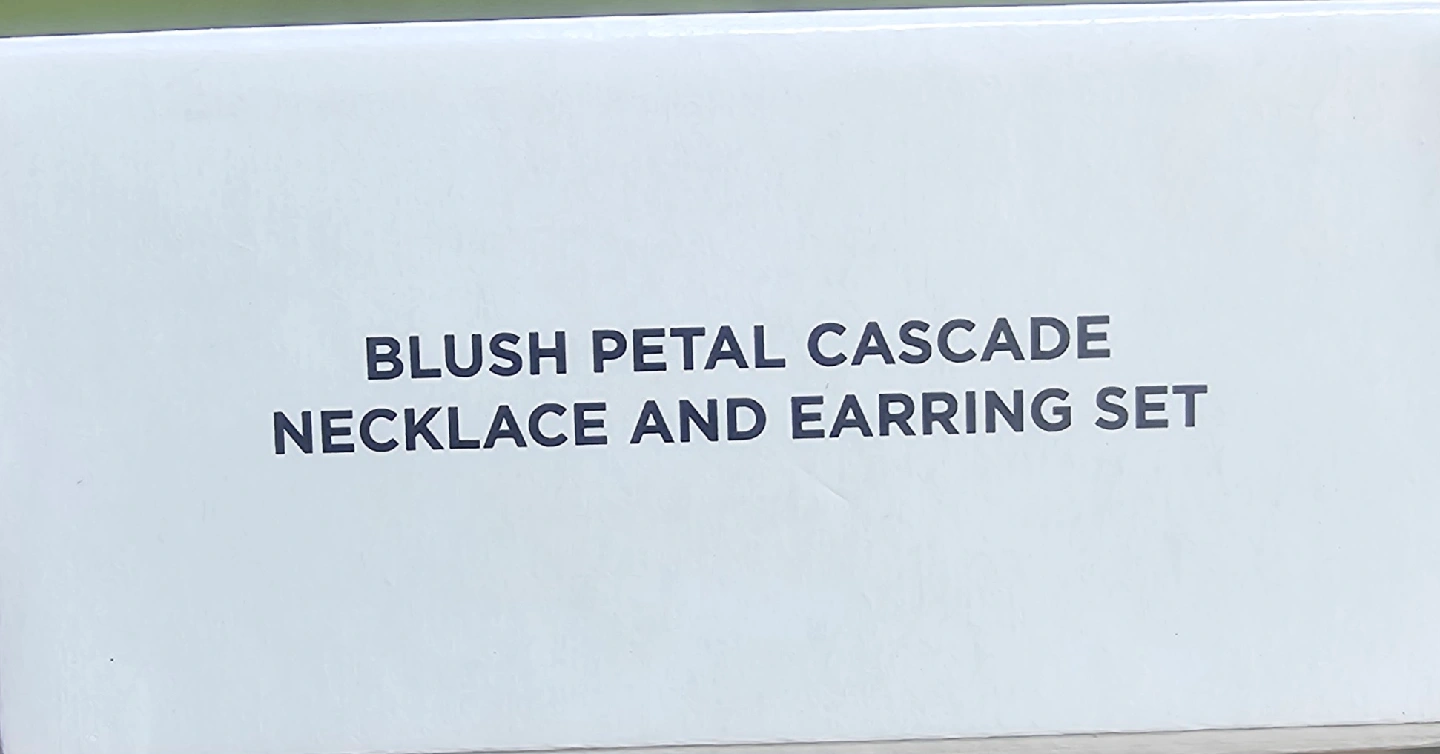 BLUSH PETAL CASCADE
NECKLACE AND EARRING SET